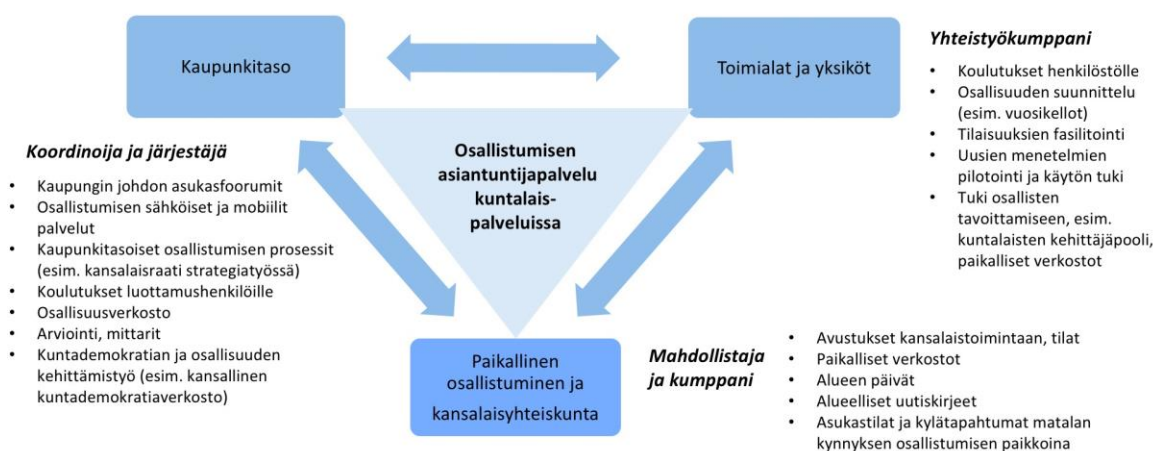 Kaupunkitaso
Toimialat ja yksiköt
Yhteistyökumppani
• Koulutukset henkilöstölle
• Osallisuuden suunnittelu
(esim. vuosikellot)
• Tilaisuuksien fasilitointi
• Uusien menetelmien
pilotointi ja käytön tuki
• Tuki osallisten
tavoittamiseen, esim.
kuntalaisten kehittäjäpooli,
paikalliset verkostot
Osallistumisen
asiantuntijapalvelu
kuntalais-
palveluissa
Koordinoija ja järjestäjä
• Kaupungin johdon asukasfoorumit
• Osallistumisen sähköiset ja mobiilit
palvelut
• Kaupunkitasoiset osallistumisen prosessit
(esim. kansalaisraati strategiatyössä)
• Koulutukset luottamushenkilöille
• Osallisuusverkosto
• Arviointi, mittarit
• Kuntademokratian ja osallisuuden
kehittämistyö (esim. kansallinen
kuntademokratiaverkosto)
Paikallinen
osallistuminen ja
kansalaisyhteiskunta
Mahdollistaja
ja kumppani
• Avustukset kansalaistoimintaan, tilat
• Paikalliset verkostot
• Alueen päivät
• Alueelliset uutiskirjeet
• Asukastilat ja kylätapahtumat matalan
kynnyksen osallistumisen paikkoina